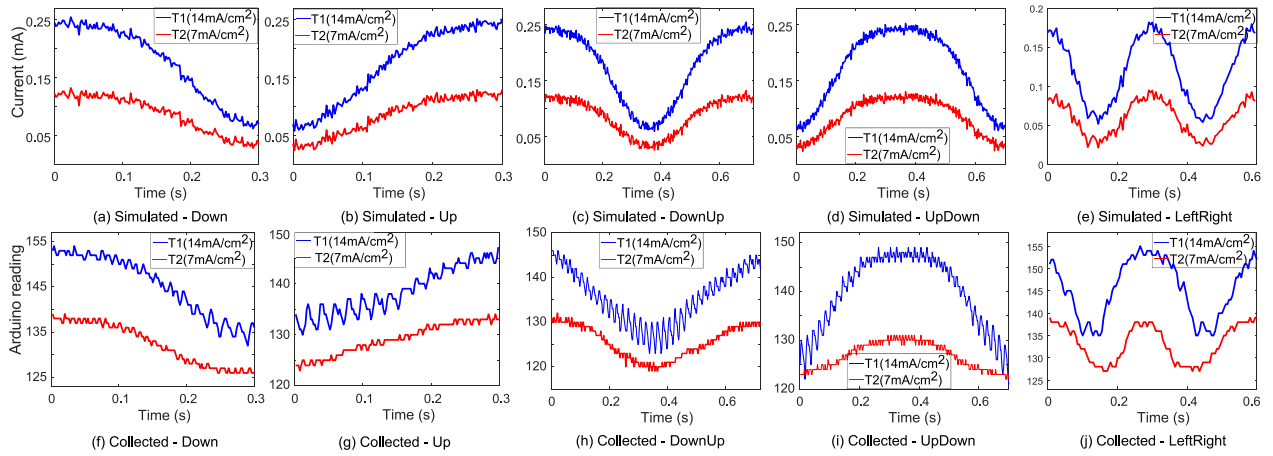 Current (mA)
0.25
0.15
0.05
0
0.1
0.2
0.3
Time (s)
T1(14mA/cm²)
T2(7mA/cm²)
(a) Simulated - Down
0.25
0.15
0.05
0
0.1
0.2
0.3
Time (s)
T1(14mA/cm²)
T2(7mA/cm²)
(b) Simulated - Up
0.25
0.15
0.05
0
0.2
0.4
0.6
Time (s)
T1(14mA/cm²)
T2(7mA/cm²)
(c) Simulated - DownUp
0.25
0.15
0.05
0
0.2
0.4
0.6
Time (s)
T1(14mA/cm²)
T2(7mA/cm²)
(d) Simulated - UpDown
0.2
0.15
0.1
0.05
0
0
0.2
0.4
0.6
Time (s)
T1(14mA/cm²)
T2(7mA/cm²)
(e) Simulated - LeftRight
Arduino reading
155
145
135
125
0
0.1
0.2
0.3
Time (s)
T1(14mA/cm²)
T2(7mA/cm²)
(f) Collected - Down
150
140
130
120
0
0.1
0.2
0.3
Time (s)
T1(14mA/cm²)
T2(7mA/cm²)
(g) Collected - Up
150
140
130
120
0
0.2
0.4
0.6
Time (s)
T1(14mA/cm²)
T2(7mA/cm²)
(h) Collected - DownUp
150
140
130
120
0
0.2
0.4
0.6
Time (s)
T1(14mA/cm²)
T2(7mA/cm²)
(i) Collected - UpDown
155
150
145
140
135
130
125
0
0.2
0.4
0.6
Time (s)
T1(14mA/cm²)
T2(7mA/cm²)
(j) Collected - LeftRight